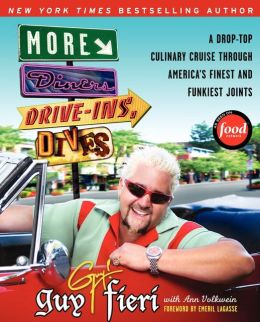 NEW YORK TIMES BESTSELLING AUTHOR
MORE
Diners,
DRIVE-INS,
DIVES
A DROP-TOP
CULINARY CRUISE THROUGH
AMERICA'S FINEST AND
FUNKIEST JOINTS
food
NETWORK
guy fieri
with Ann Volkwein
FOREWORD BY EMERIL LAGASSE